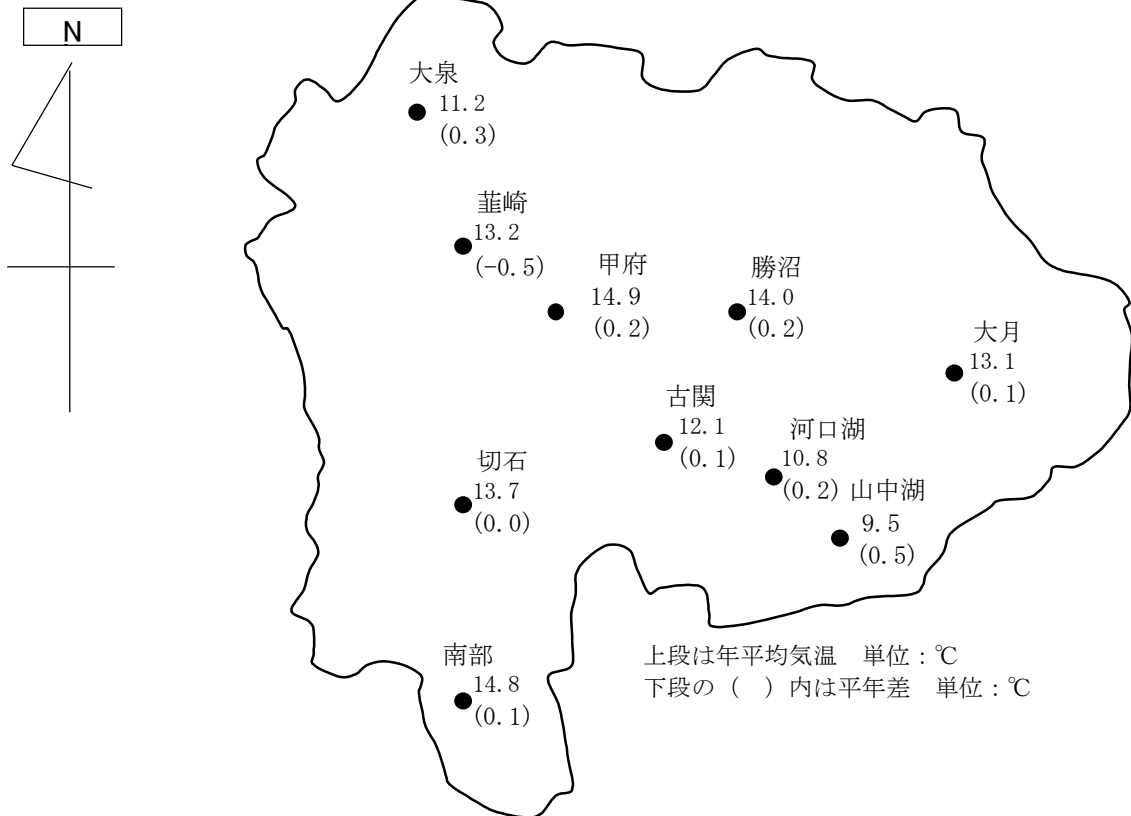 N
大泉
11.2
(0.3)
韮崎
13.2
(-0.5)
甲府
14.9
(0.2)
勝沼
14.0
(0.2)
大月
13.1
(0.1)
古関
12.1
(0.1)
河口湖
10.8
(0.2)
山中湖
9.5
(0.5)
切石
13.7
(0.0)
南部
14.8
(0.1)
上段は年平均気温　単位：℃
下段の（　）内は平年差　単位：℃